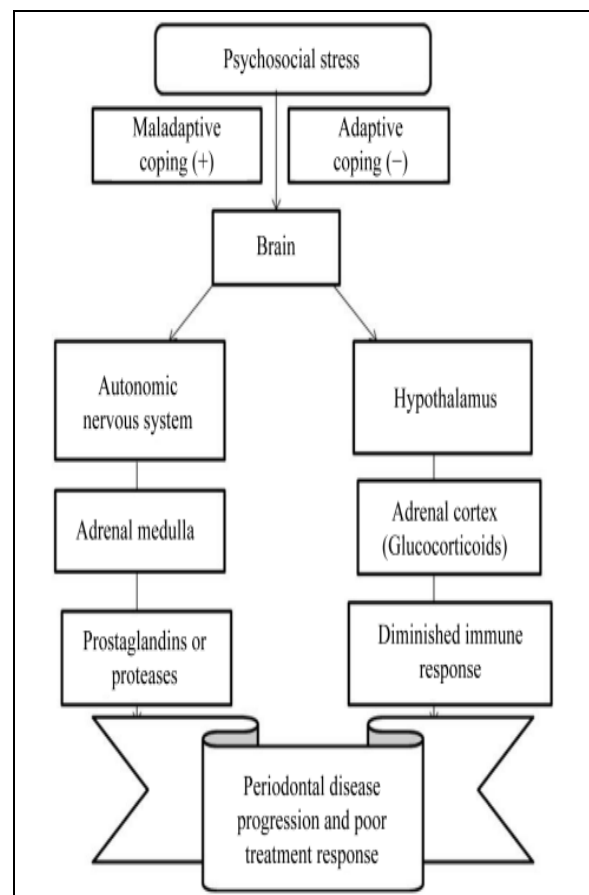 Psychosocial stress
Maladaptive
coping (+)
Adaptive
coping (−)
Brain
Autonomic
nervous system
Hypothalamus
Adrenal medulla
Adrenal cortex
(Glucocorticoids)
Prostaglandins or
proteases
Diminished immune
response
Periodontal disease
progression and poor
treatment response